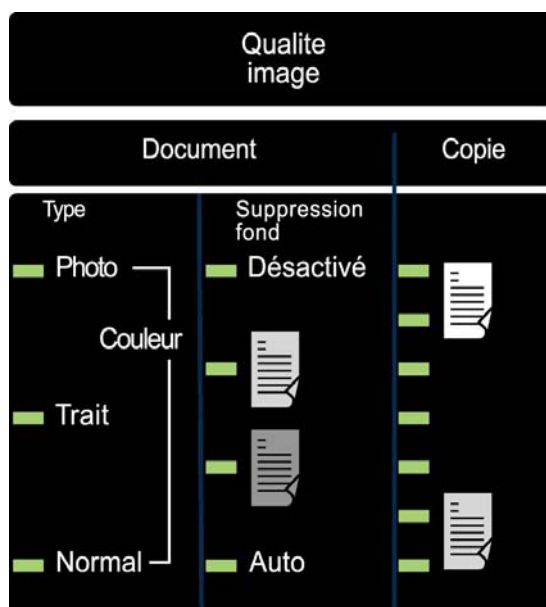 Qualite
image
Document
Copie
Type
Suppression
fond
Photo
Désactivé
Couleur
Trait
Normal
Auto